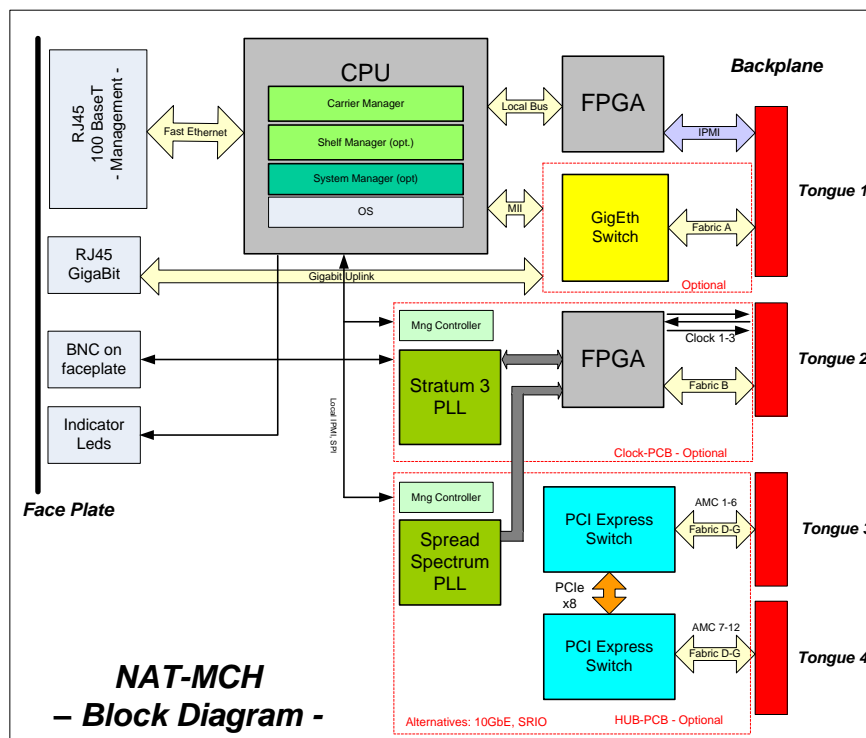 CPU
Carrier Manager
Shelf Manager (opt.)
System Manager (opt)
OS
RJ45
100 BaseT
- Management -
Fast Ethernet
Local Bus
FPGA
Backplane
IPMI
Tongue 1
MII
GigEth
Switch
Fabric A
Optional
RJ45
GigaBit
Gigabit Uplink
BNC on
faceplate
Indicator
Leds
Face Plate
Local IPMI, SPI
Mng Controller
Stratum 3
PLL
FPGA
Clock 1-3
Fabric B
Tongue 2
Clock-PCB - Optional
Mng Controller
Spread
Spectrum
PLL
PCI Express
Switch
AMC 1-6
Fabric D-G
Tongue 3
PCIe
x8
PCI Express
Switch
AMC 7-12
Fabric D-G
Tongue 4
Alternatives: 10GbE, SRIO
HUB-PCB - Optional
NAT-MCH
– Block Diagram -